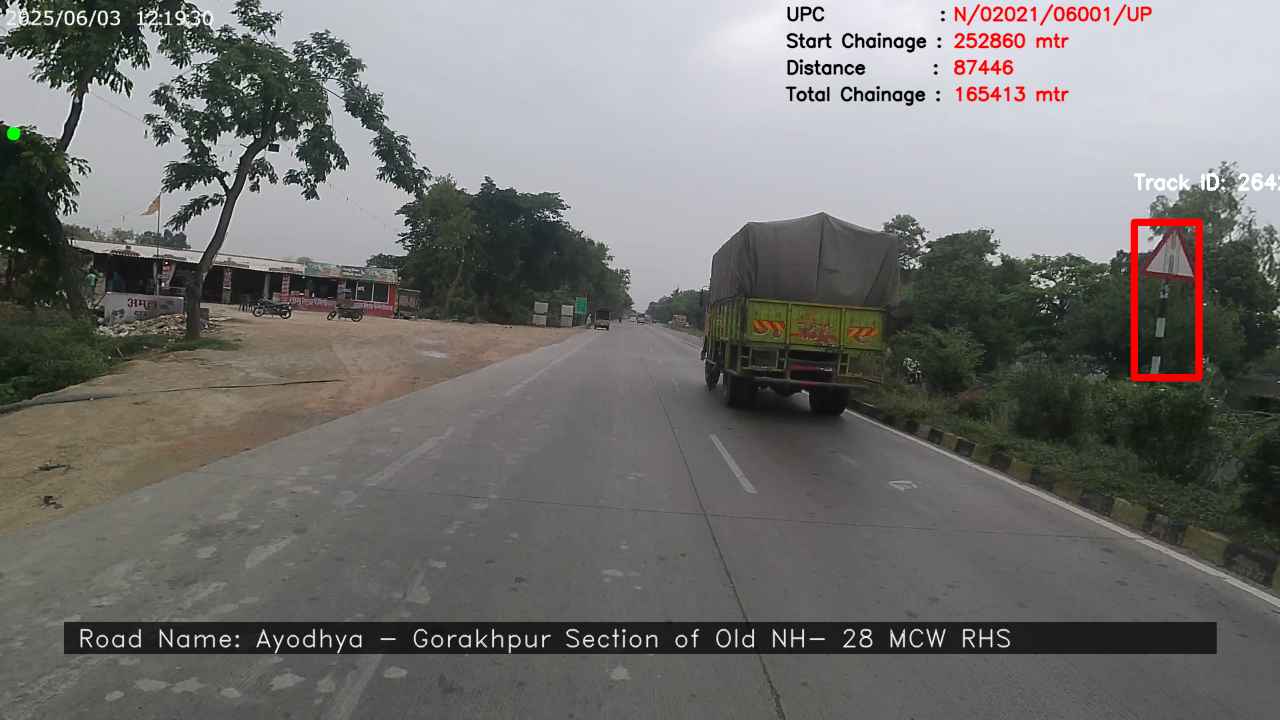 2025/06/03 12:19:30
UPC : N/02021/06001/UP
Start Chainage : 252860 mtr
Distance : 87446
Total Chainage : 165413 mtr
Track ID: 264
अमूल
Road Name: Ayodhya - Gorakhpur Section of Old NH- 28 MCW RHS